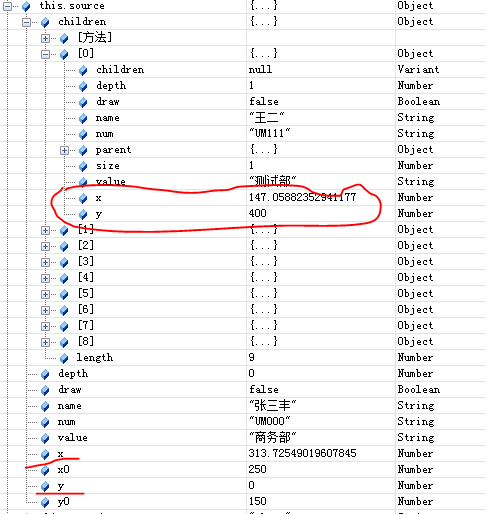 this.source {...} Object
children {...} Object
[方法]
[0] {...} Object
children null Variant
depth 1 Number
draw false Boolean
name "王二" String
num "UM111" String
parent {...} Object
size 1 Number
value "测试部" String
x 147.05882352941177 Number
y 400 Number
[1] {...} Object
[2] {...} Object
[3] {...} Object
[4] {...} Object
[5] {...} Object
[6] {...} Object
[7] {...} Object
[8] {...} Object
length 9 Number
depth 0 Number
draw false Boolean
name "张三丰" String
num "UM000" String
value "商务部" String
x 313.72549019607845 Number
x0 250 Number
y 0 Number
y0 150 Number